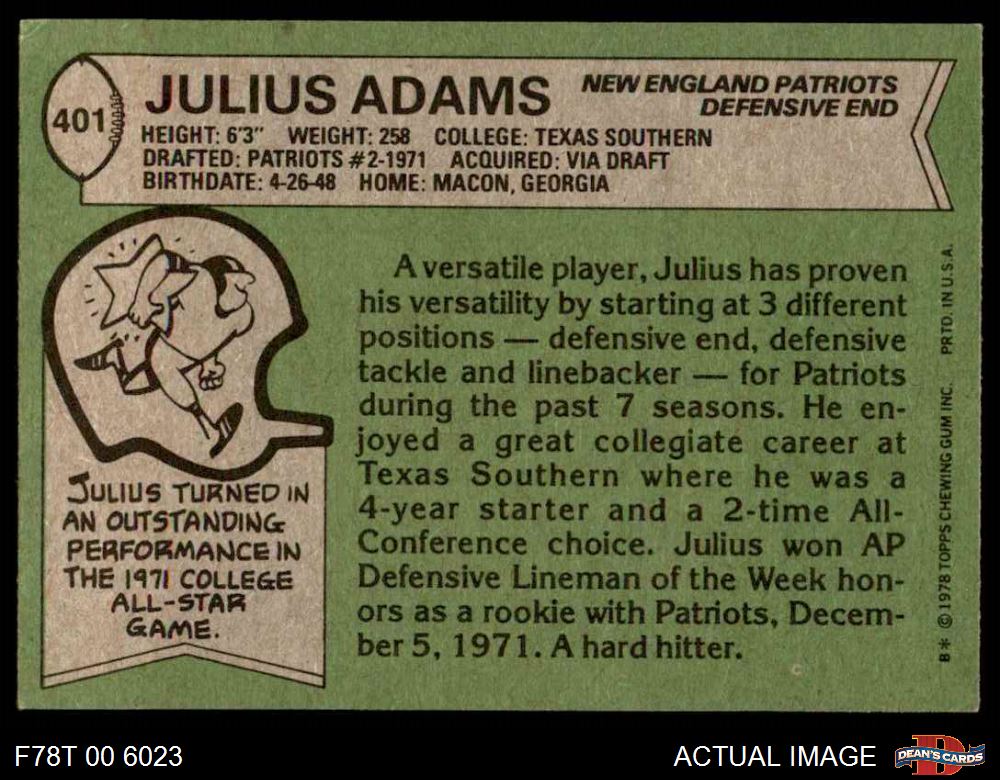 401
JULIUS ADAMS
NEW ENGLAND PATRIOTS
DEFENSIVE END
HEIGHT: 6'3" WEIGHT: 258 COLLEGE: TEXAS SOUTHERN
DRAFTED: PATRIOTS #2-1971 ACQUIRED: VIA DRAFT
BIRTHDATE: 4-26-48 HOME: MACON, GEORGIA
JULIUS TURNED IN
AN OUTSTANDING
PERFORMANCE IN
THE 1971 COLLEGE
ALL-STAR
GAME.
A versatile player, Julius has proven
his versatility by starting at 3 different
positions — defensive end, defensive
tackle and linebacker — for Patriots
during the past 7 seasons. He en-
joyed a great collegiate career at
Texas Southern where he was a
4-year starter and a 2-time All-
Conference choice. Julius won AP
Defensive Lineman of the Week hon-
ors as a rookie with Patriots, Decem-
ber 5, 1971. A hard hitter.
B* © 1978 TOPPS CHEWING GUM INC. PRTD. IN U.S.A.
F78T 00 6023
ACTUAL IMAGE
D
DEAN'S CARDS